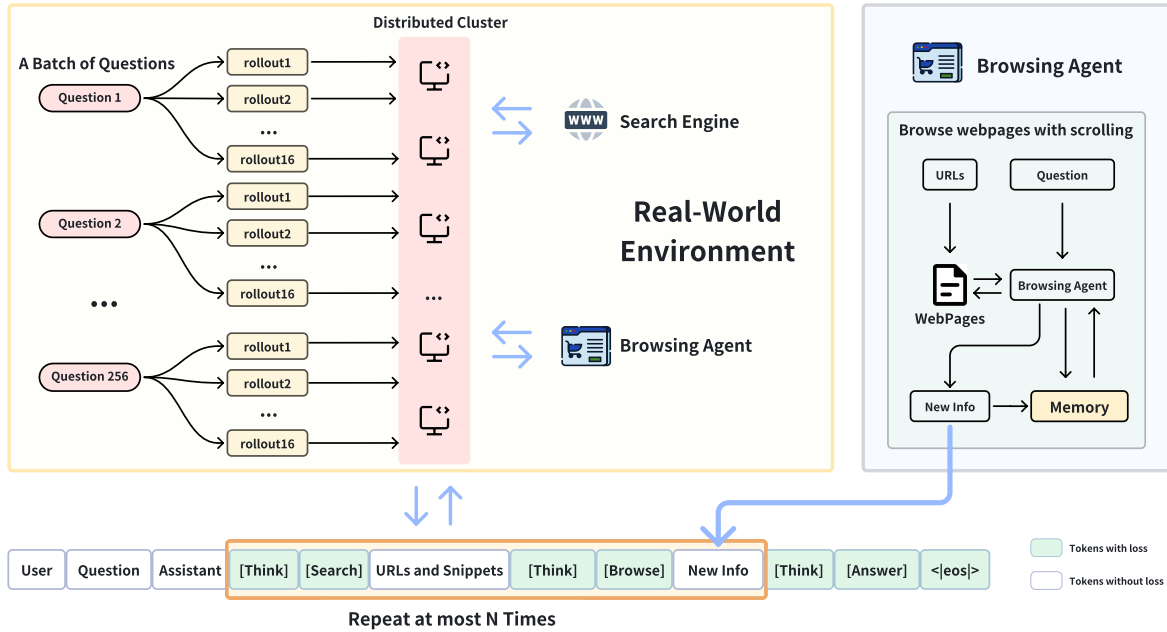 Distributed Cluster
A Batch of Questions
Question 1
rollout1
rollout2
...
rollout16
Question 2
rollout1
rollout2
...
rollout16
...
...
Question 256
rollout1
rollout2
...
rollout16
WWW
Search Engine
Real-World
Environment
Browsing Agent
Browsing Agent
Browse webpages with scrolling
URLs
Question
WebPages
Browsing Agent
New Info
Memory
User
Question
Assistant
[Think]
[Search]
URLs and Snippets
[Think]
[Browse]
New Info
[Think]
[Answer]
<|eos|>
Repeat at most N Times
Tokens with loss
Tokens without loss